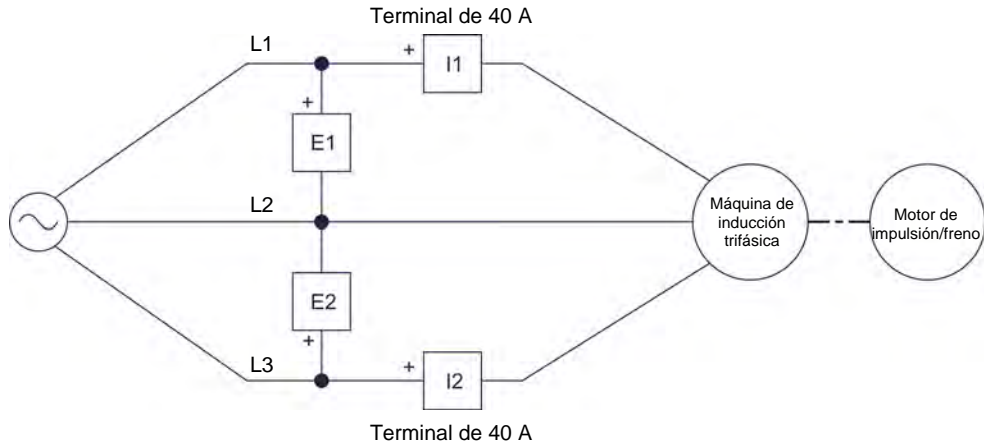 Terminal de 40 A
L1
+
I1
+
E1
L2
Máquina de
inducción
trifásica
Motor de
impulsión/freno
E2
+
L3
+
I2
Terminal de 40 A